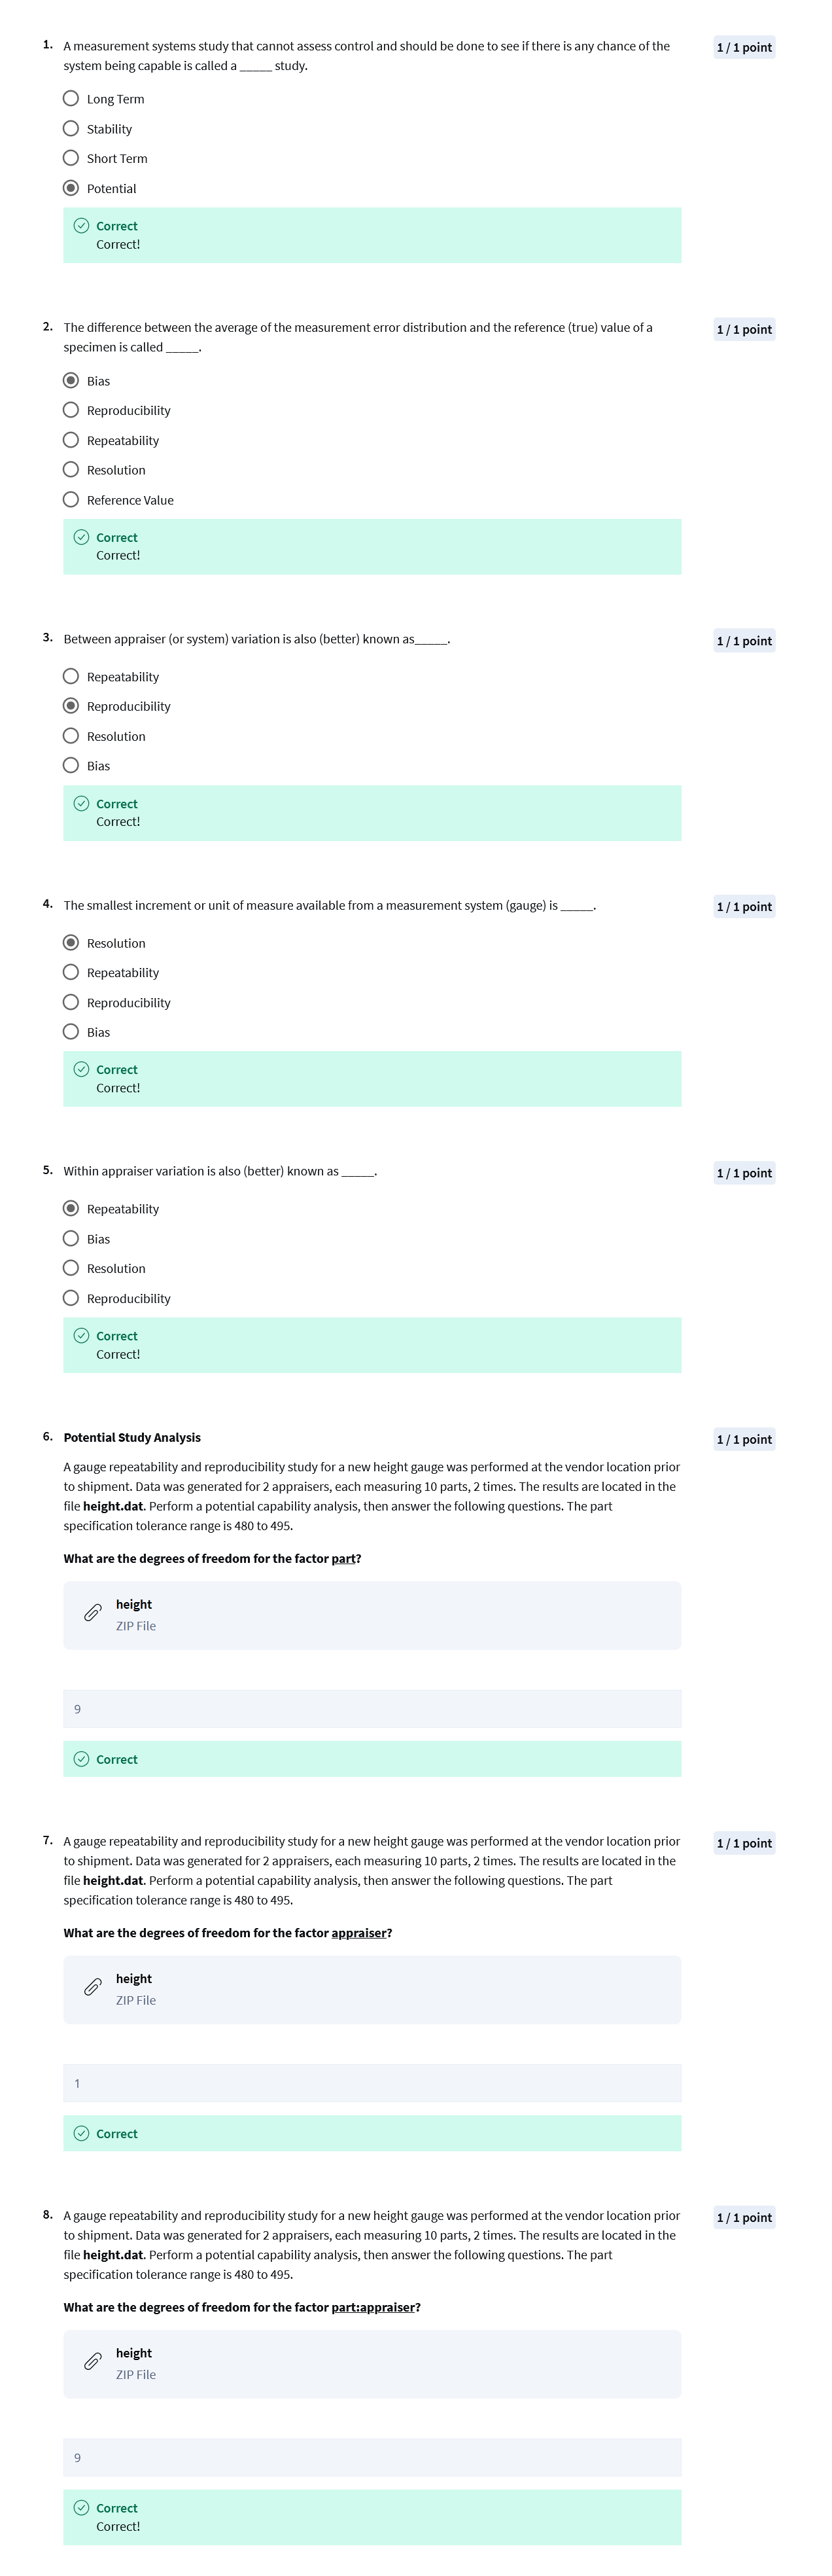 1. A measurement systems study that cannot assess control and should be done to see if there is any chance of the
system being capable is called a _____ study.
1 / 1 point
Long Term
Stability
Short Term
Potential
Correct
Correct!
2. The difference between the average of the measurement error distribution and the reference (true) value of a
specimen is called _____.
1 / 1 point
Bias
Reproducibility
Repeatability
Resolution
Reference Value
Correct
Correct!
3. Between appraiser (or system) variation is also (better) known as_____.
1 / 1 point
Repeatability
Reproducibility
Resolution
Bias
Correct
Correct!
4. The smallest increment or unit of measure available from a measurement system (gauge) is _____.
1 / 1 point
Resolution
Repeatability
Reproducibility
Bias
Correct
Correct!
5. Within appraiser variation is also (better) known as _____.
1 / 1 point
Repeatability
Bias
Resolution
Reproducibility
Correct
Correct!
6. Potential Study Analysis
1 / 1 point
A gauge repeatability and reproducibility study for a new height gauge was performed at the vendor location prior
to shipment. Data was generated for 2 appraisers, each measuring 10 parts, 2 times. The results are located in the
file height.dat. Perform a potential capability analysis, then answer the following questions. The part
specification tolerance range is 480 to 495.
What are the degrees of freedom for the factor part?
height
ZIP File
9
Correct
7. A gauge repeatability and reproducibility study for a new height gauge was performed at the vendor location prior
to shipment. Data was generated for 2 appraisers, each measuring 10 parts, 2 times. The results are located in the
file height.dat. Perform a potential capability analysis, then answer the following questions. The part
specification tolerance range is 480 to 495.
1 / 1 point
What are the degrees of freedom for the factor appraiser?
height
ZIP File
1
Correct
8. A gauge repeatability and reproducibility study for a new height gauge was performed at the vendor location prior
to shipment. Data was generated for 2 appraisers, each measuring 10 parts, 2 times. The results are located in the
file height.dat. Perform a potential capability analysis, then answer the following questions. The part
specification tolerance range is 480 to 495.
1 / 1 point
What are the degrees of freedom for the factor part:appraiser?
height
ZIP File
9
Correct
Correct!